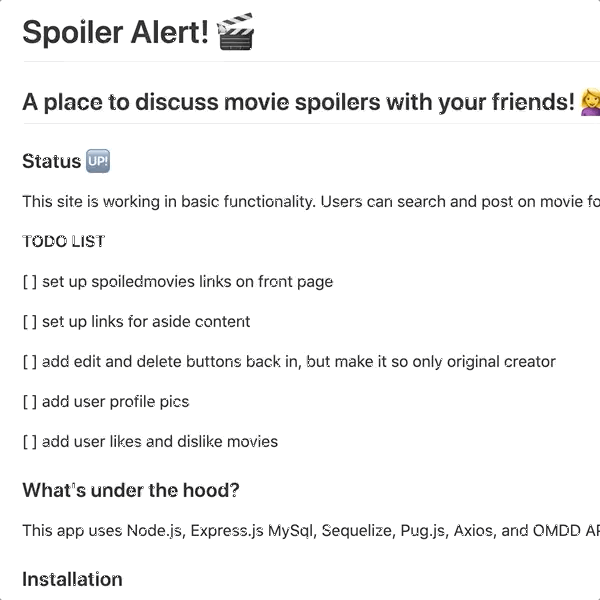 Spoiler Alert! 🎬
A place to discuss movie spoilers with your friends!
Status UP!
This site is working in basic functionality. Users can search and post on movie fo
TODO LIST
[ ] set up spoiledmovies links on front page
[ ] set up links for aside content
[ ] add edit and delete buttons back in, but make it so only original creator
[ ] add user profile pics
[ ] add user likes and dislike movies
What's under the hood?
This app uses Node.js, Express.js MySql, Sequelize, Pug.js, Axios, and OMDD AP
Installation